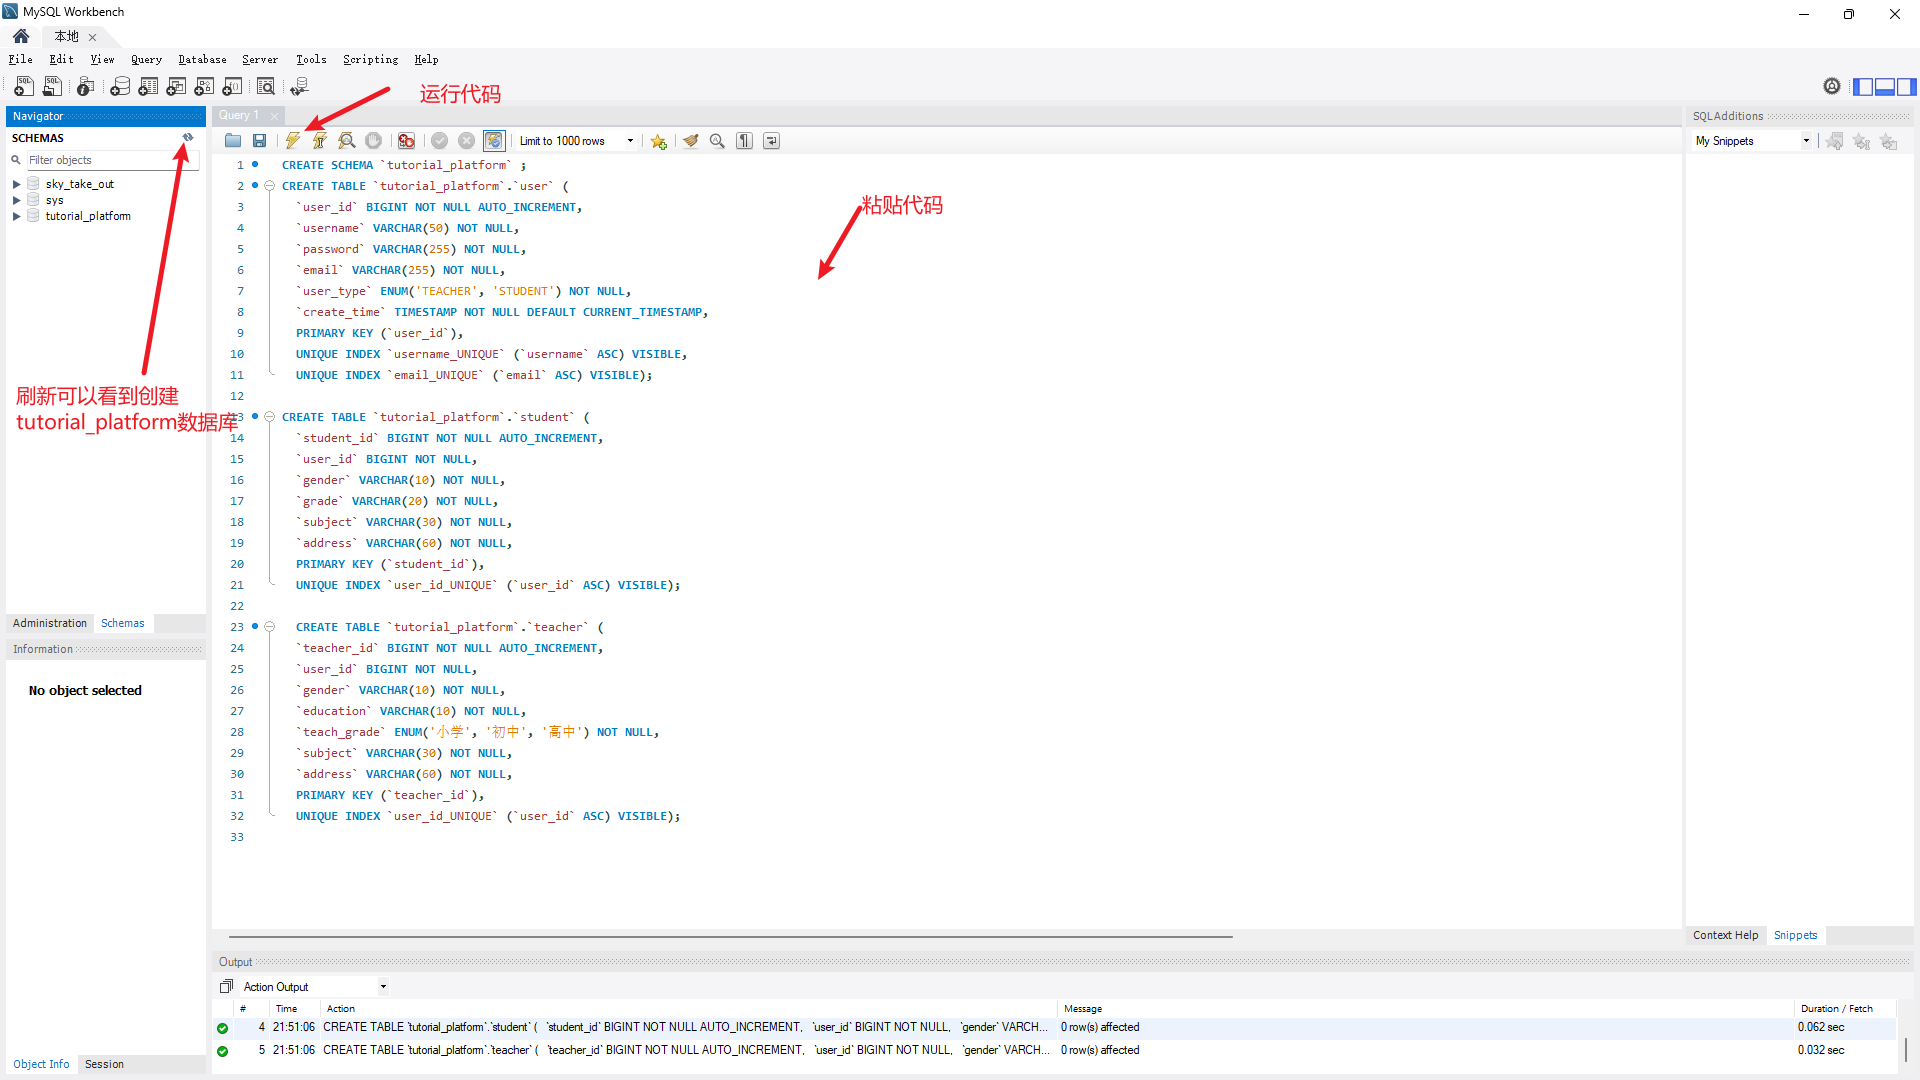 MySQL Workbench
本地
File Edit View Query Database Server Tools Scripting Help
运行代码
Navigator
SCHEMAS
Filter objects
sky_take_out
sys
tutorial_platform
刷新可以看到创建
tutorial_platform数据库
Administration Schemas
Information
No object selected
Object Info Session
Query 1
Limit to 1000 rows
粘贴代码
1 CREATE SCHEMA `tutorial_platform` ;
2 CREATE TABLE `tutorial_platform`.`user` (
3 `user_id` BIGINT NOT NULL AUTO_INCREMENT,
4 `username` VARCHAR(50) NOT NULL,
5 `password` VARCHAR(255) NOT NULL,
6 `email` VARCHAR(255) NOT NULL,
7 `user_type` ENUM('TEACHER', 'STUDENT') NOT NULL,
8 `create_time` TIMESTAMP NOT NULL DEFAULT CURRENT_TIMESTAMP,
9 PRIMARY KEY (`user_id`),
10 UNIQUE INDEX `username_UNIQUE` (`username` ASC) VISIBLE,
11 UNIQUE INDEX `email_UNIQUE` (`email` ASC) VISIBLE);
12
13 CREATE TABLE `tutorial_platform`.`student` (
14 `student_id` BIGINT NOT NULL AUTO_INCREMENT,
15 `user_id` BIGINT NOT NULL,
16 `gender` VARCHAR(10) NOT NULL,
17 `grade` VARCHAR(20) NOT NULL,
18 `subject` VARCHAR(30) NOT NULL,
19 `address` VARCHAR(60) NOT NULL,
20 PRIMARY KEY (`student_id`),
21 UNIQUE INDEX `user_id_UNIQUE` (`user_id` ASC) VISIBLE);
22
23 CREATE TABLE `tutorial_platform`.`teacher` (
24 `teacher_id` BIGINT NOT NULL AUTO_INCREMENT,
25 `user_id` BIGINT NOT NULL,
26 `gender` VARCHAR(10) NOT NULL,
27 `education` VARCHAR(10) NOT NULL,
28 `teach_grade` ENUM('小学', '初中', '高中') NOT NULL,
29 `subject` VARCHAR(30) NOT NULL,
30 `address` VARCHAR(60) NOT NULL,
31 PRIMARY KEY (`teacher_id`),
32 UNIQUE INDEX `user_id_UNIQUE` (`user_id` ASC) VISIBLE);
33
SQLAdditions
My Snippets
Context Help Snippets
Output
Action Output
# Time Action Message Duration / Fetch
4 21:51:06 CREATE TABLE `tutorial_platform`.`student` ( `student_id` BIGINT NOT NULL AUTO_INCREMENT, `user_id` BIGINT NOT NULL, `gender` VARCH... 0 row(s) affected 0.062 sec
5 21:51:06 CREATE TABLE `tutorial_platform`.`teacher` ( `teacher_id` BIGINT NOT NULL AUTO_INCREMENT, `user_id` BIGINT NOT NULL, `gender` VARCH... 0 row(s) affected 0.032 sec